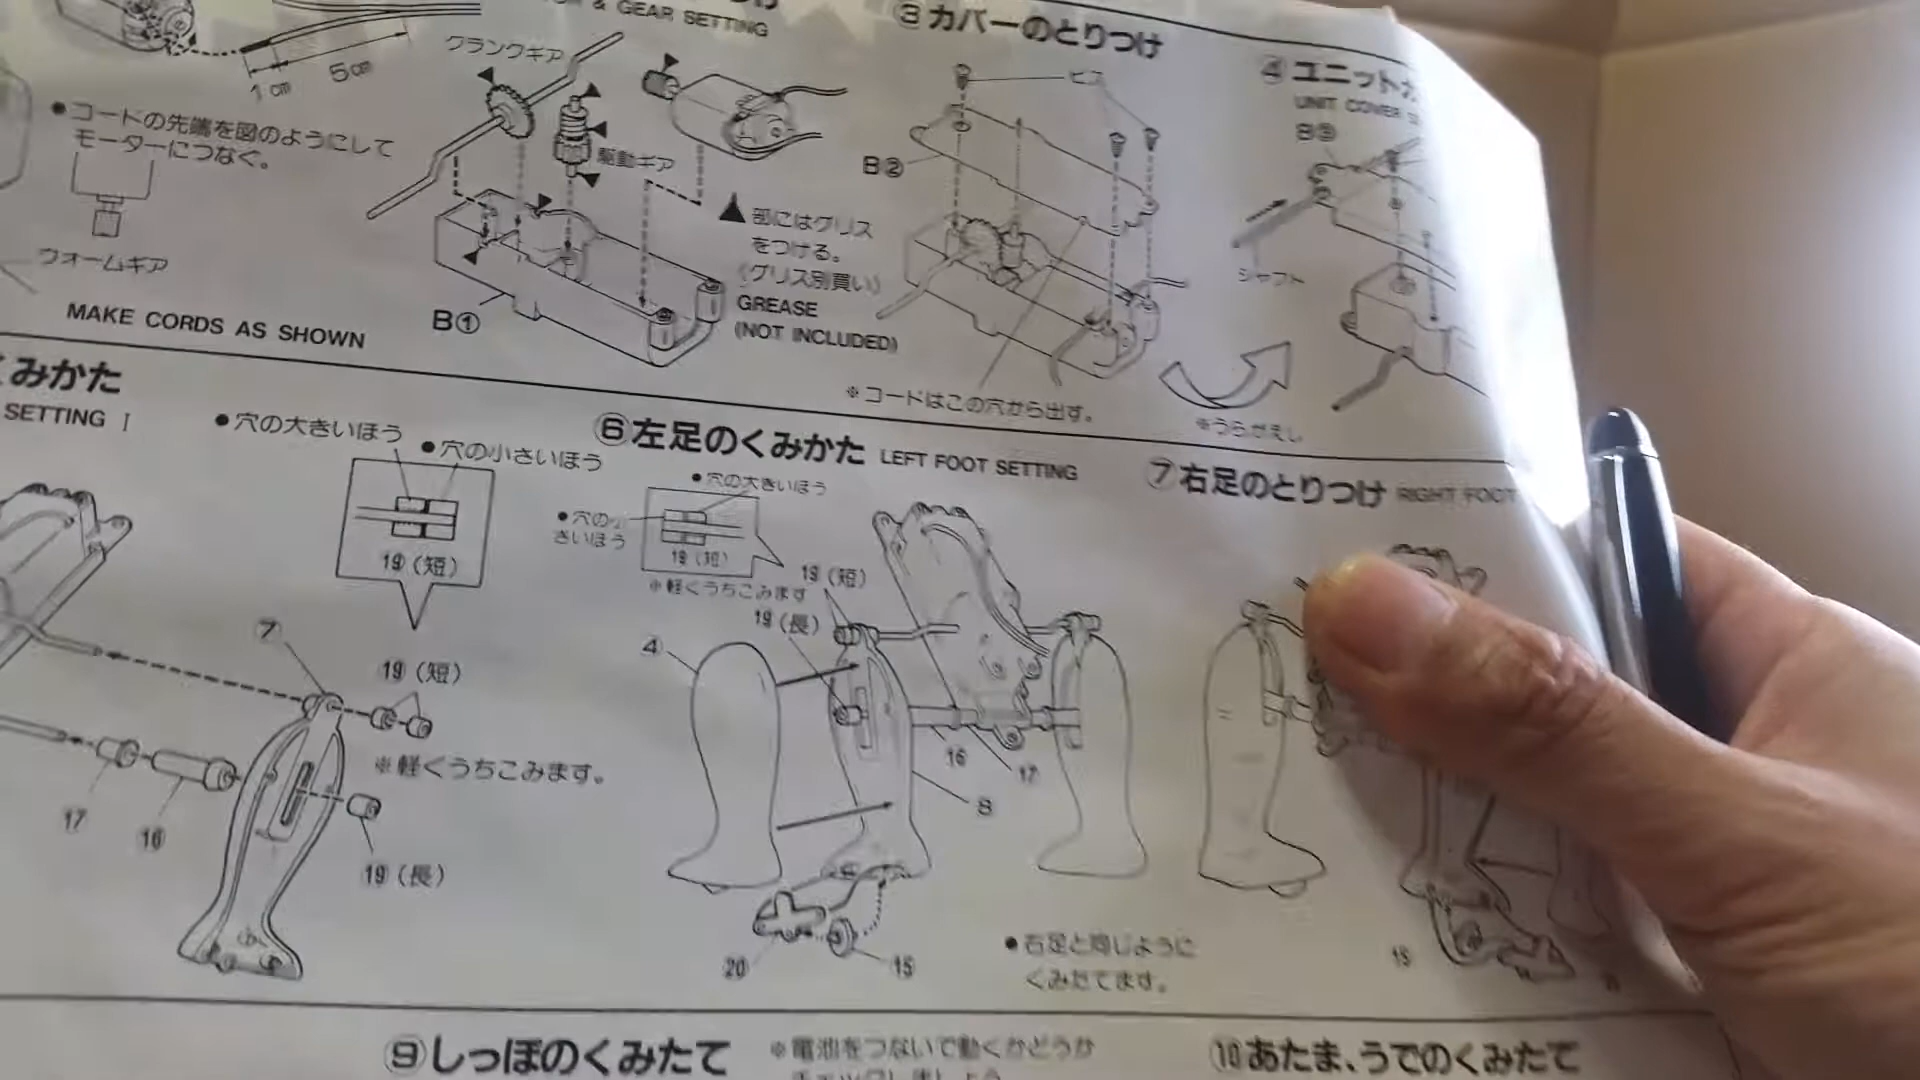 & GEAR SETTING
クランクギア
1cm
5cm
●コードの先端を図のようにして
モーターにつなぐ。
ウォームギア
MAKE CORDS AS SHOWN
駆動ギア
▲部にはグリス
をつける。
(グリス別買い)
GREASE
(NOT INCLUDED)
B①
③カバーのとりつけ
ビス
B②
※コードはこの穴から出す。
※うらがえし
④ユニットカ
UNIT COVER
B③
シャフト
くみかた
SETTING I
●穴の大きいほう
●穴の小さいほう
19(短)
7
19(短)
※軽くうちこみます。
17
16
19(長)
⑥左足のくみかた LEFT FOOT SETTING
●穴の大きいほう
●穴の小
さいほう
19(短)
※軽くうちこみます
19(短)
19(長)
4
16
17
8
20
15
●右足と同じように
くみたてます。
⑦右足のとりつけ RIGHT FOOT
15
⑨しっぽのくみたて
※電池をつないで動くかどうか
⑩あたま、うでのくみたて